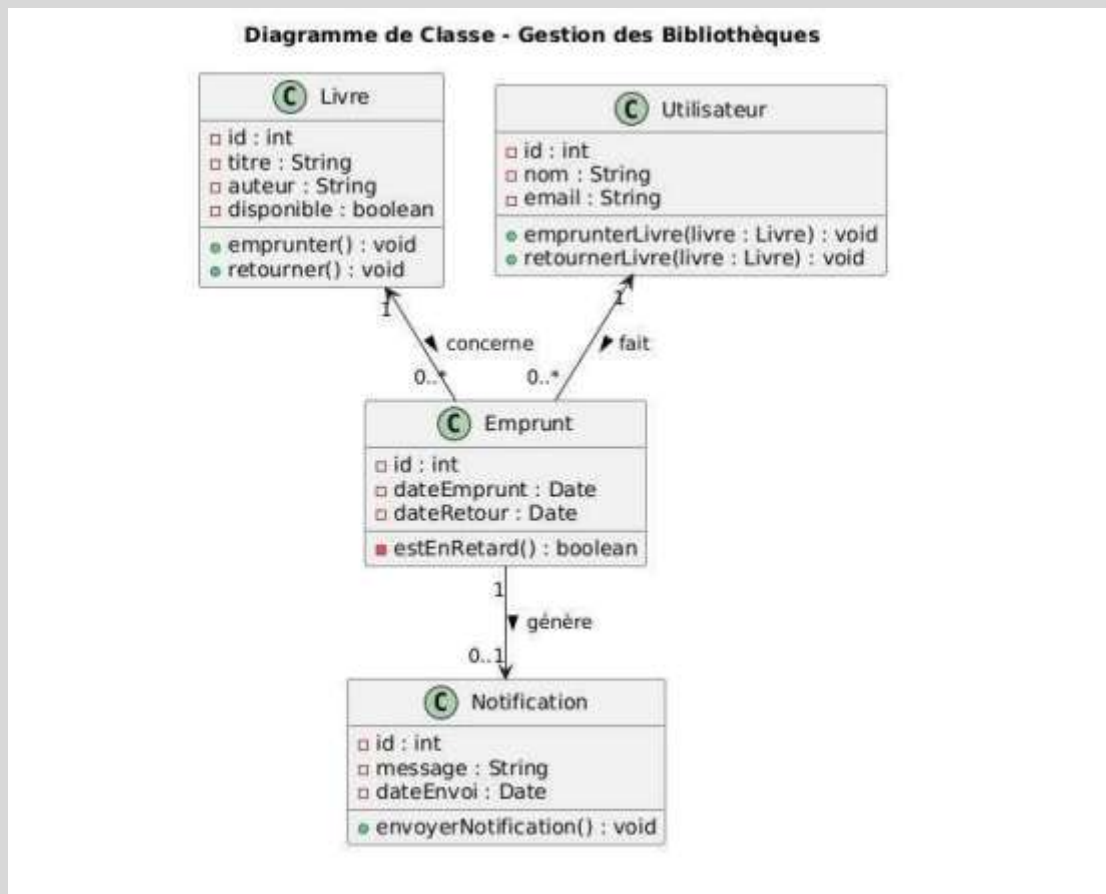 Diagramme de Classe - Gestion des Bibliothèques
C Livre
id : int
titre : String
auteur : String
disponible : boolean
emprunter() : void
retourner() : void
C Utilisateur
id : int
nom : String
email : String
emprunterLivre(livre : Livre) : void
retournerLivre(livre : Livre) : void
1
1
concerne
fait
0..*
0..*
C Emprunt
id : int
dateEmprunt : Date
dateRetour : Date
estEnRetard() : boolean
1
génère
0..1
C Notification
id : int
message : String
dateEnvoi : Date
envoyerNotification() : void